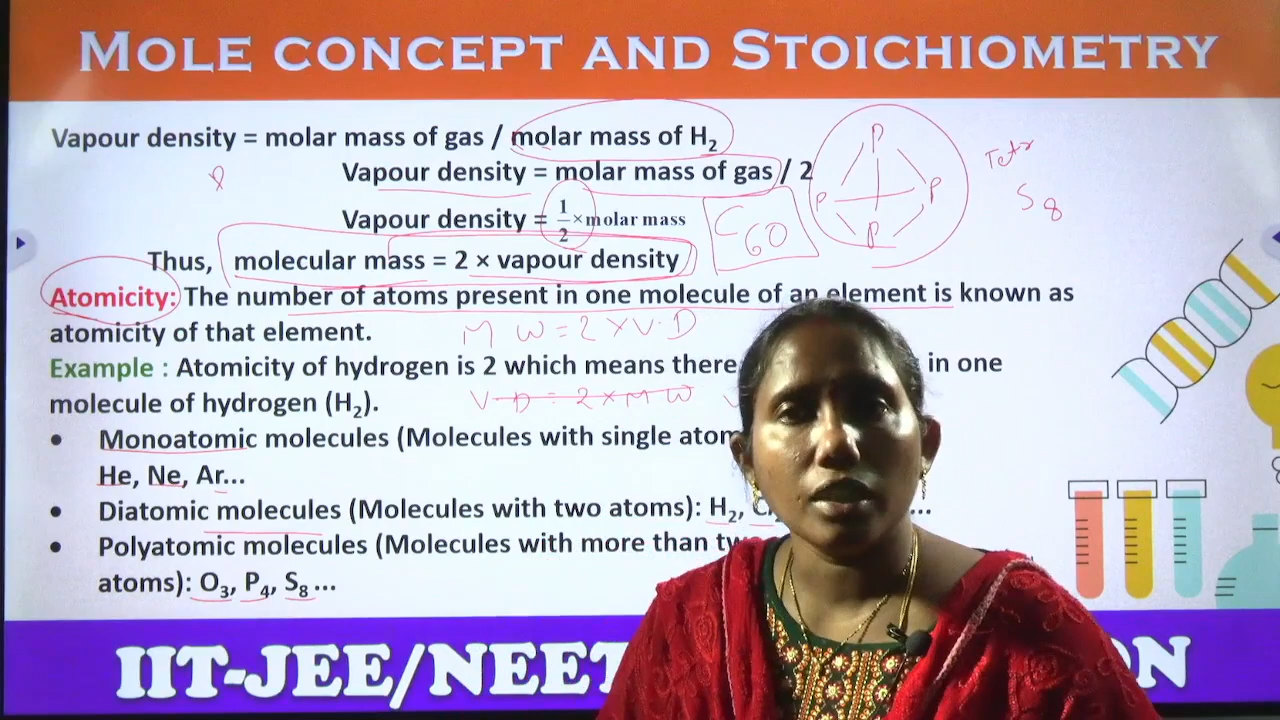 MOLE CONCEPT AND STOICHIOMETRY
Vapour density = molar mass of gas / molar mass of H₂
Vapour density = molar mass of gas / 2
Vapour density = 1/2 × molar mass
Thus, molecular mass = 2 × vapour density
C60
P
P P
P
S8
Atomicity: The number of atoms present in one molecule of an element is known as
atomicity of that element.
M W = 2 X V.D
Example : Atomicity of hydrogen is 2 which means there in one
molecule of hydrogen (H₂).
V D = 2 X M W
Monoatomic molecules (Molecules with single atom
He, Ne, Ar...
Diatomic molecules (Molecules with two atoms): H₂, ...
Polyatomic molecules (Molecules with more than
atoms): O₃, P₄, S₈ ...
IIT-JEE/NEET